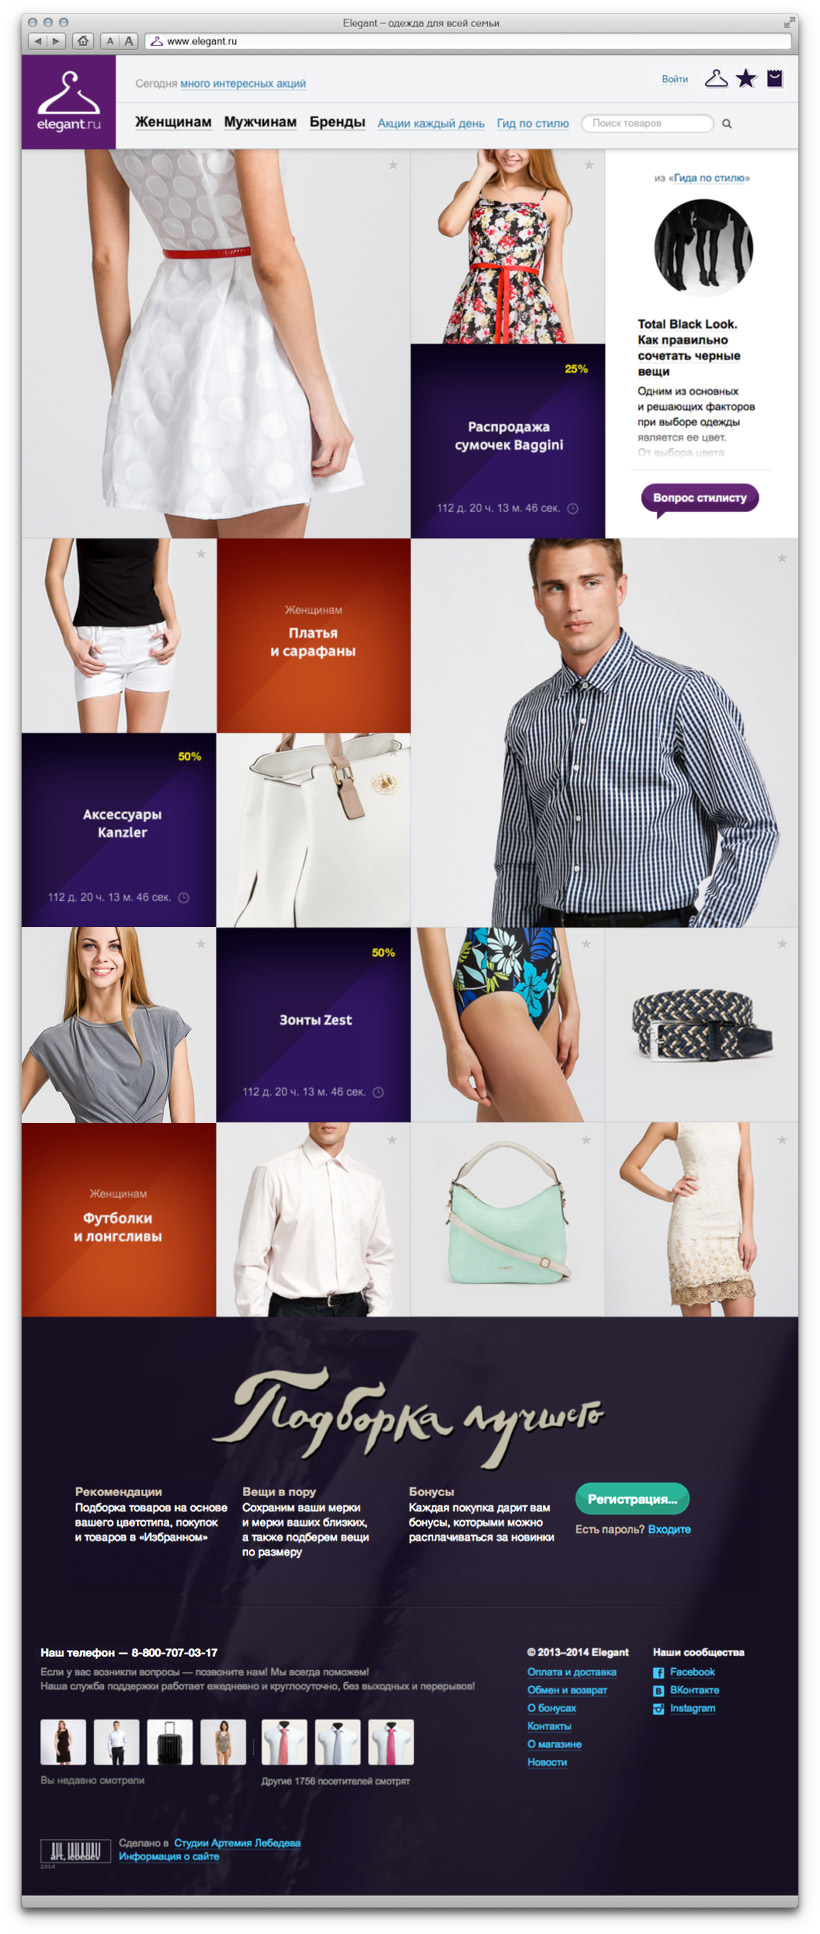 Elegant – одежда для всей семьи
A A
www.elegant.ru
elegant.ru
Сегодня много интересных акций
Войти
Женщинам Мужчинам Бренды Акции каждый день Гид по стилю Поиск товаров
из «Гида по стилю»
Total Black Look.
Как правильно
сочетать черные
вещи
Одним из основных
и решающих факторов
при выборе одежды
является ее цвет.
От выбора цвета
Вопрос стилисту
25%
Распродажа
сумочек Baggini
112 д. 20 ч. 13 м. 46 сек.
Женщинам
Платья
и сарафаны
50%
Аксессуары
Kanzler
112 д. 20 ч. 13 м. 46 сек.
50%
Зонты Zest
112 д. 20 ч. 13 м. 46 сек.
Женщинам
Футболки
и лонгсливы
Подборка лучшего
Рекомендации
Подборка товаров на основе
вашего цветотипа, покупок
и товаров в «Избранном»
Вещи в пору
Сохраним ваши мерки
и мерки ваших близких,
а также подберем вещи
по размеру
Бонусы
Каждая покупка дарит вам
бонусы, которыми можно
расплачиваться за новинки
Регистрация...
Есть пароль? Войдите
Наш телефон — 8-800-707-03-17
Если у вас возникли вопросы — позвоните нам! Мы всегда поможем!
Наша служба поддержки работает ежедневно и круглосуточно, без выходных и перерывов!
© 2013–2014 Elegant
Оплата и доставка
Обмен и возврат
О бонусах
Контакты
О магазине
Новости
Наши сообщества
Facebook
ВКонтакте
Instagram
Вы недавно смотрели
Другие 1756 посетителей смотрят
art. lebedev
2014
Сделано в Студии Артемия Лебедева
Информация о сайте